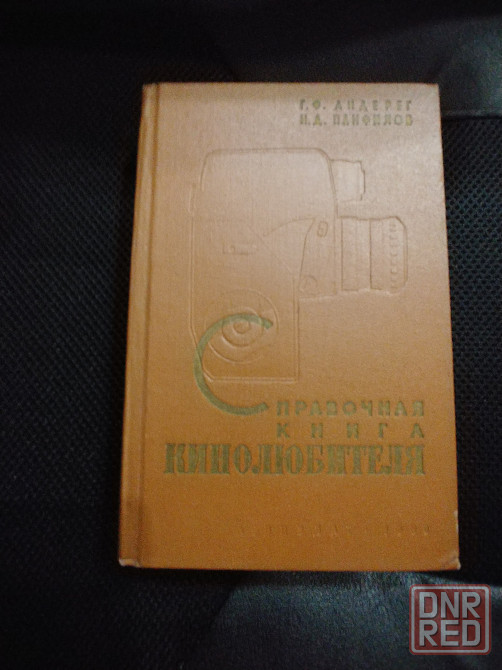 Г. Ф. АНДЕРЕГ
Н. Д. ПАНФИЛОВ
СПРАВОЧНАЯ
КНИГА
КИНОЛЮБИТЕЛЯ
DNR
RED